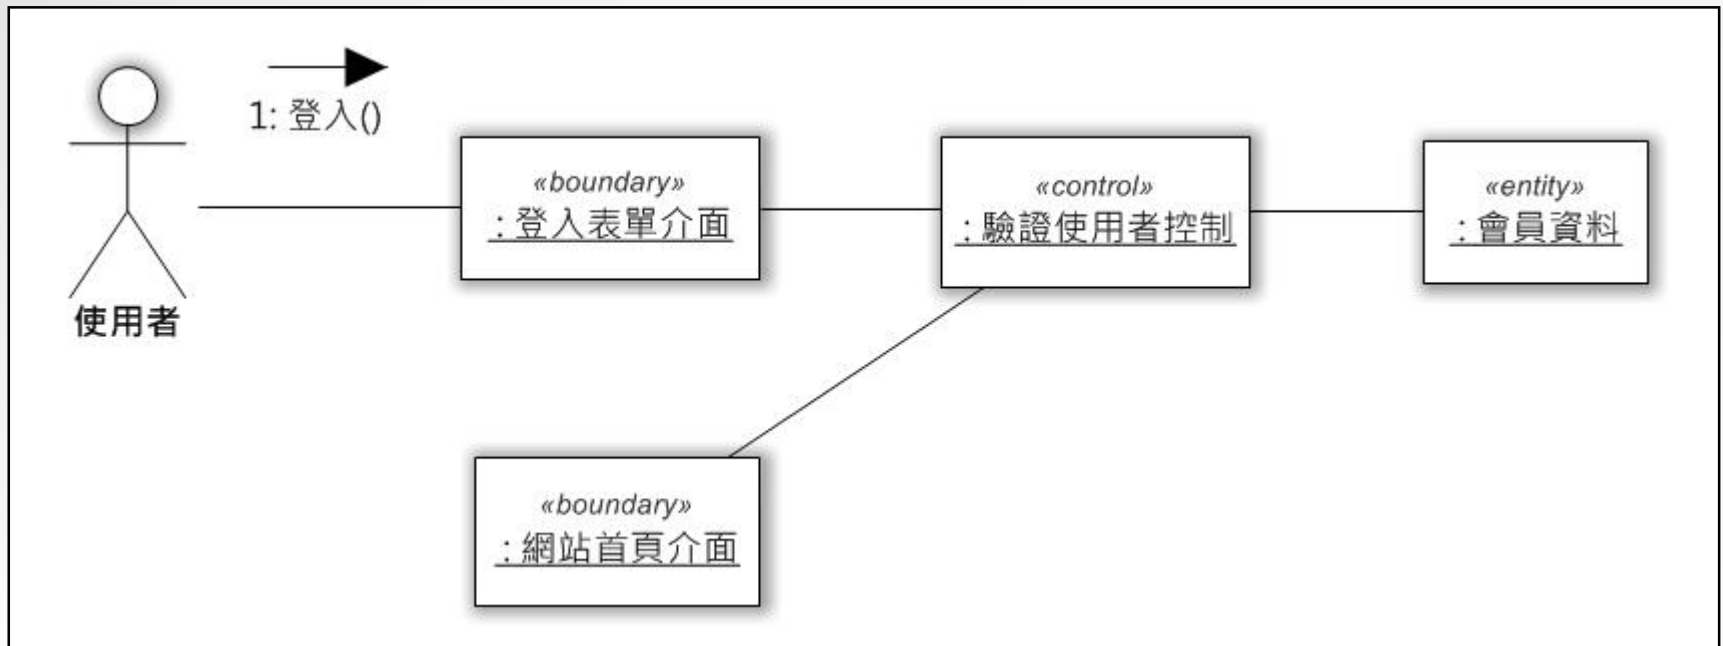 1: 登入()
«boundary»
: 登入表單介面
«control»
: 驗證使用者控制
«entity»
: 會員資料
使用者
«boundary»
: 網站首頁介面